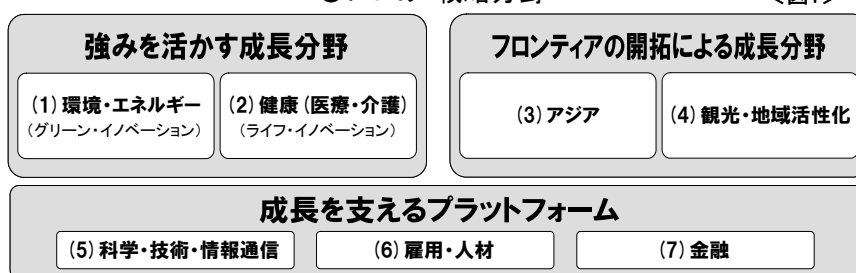 強みを活かす成長分野
(1)環境・エネルギー
(グリーン・イノベーション)
(2)健康(医療・介護)
(ライフ・イノベーション)
フロンティアの開拓による成長分野
(3)アジア
(4)観光・地域活性化
成長を支えるプラットフォーム
(5)科学・技術・情報通信
(6)雇用・人材
(7)金融